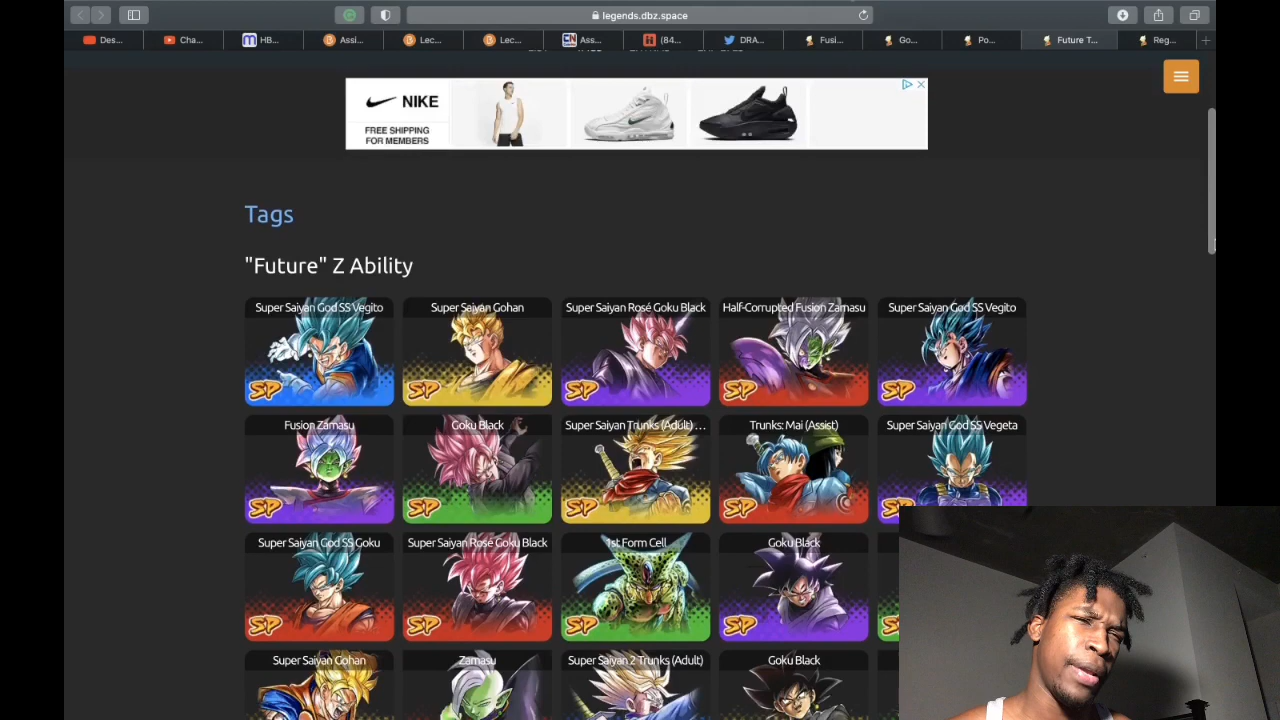 legends.dbz.space
Des... Cha... HB... Assi... Lec... Lec... Ass... (84... DRA... Fusi... Go... Po... Future T... Reg...
NIKE
FREE SHIPPING
FOR MEMBERS
Tags
"Future" Z Ability
Super Saiyan God SS Vegito Super Saiyan Gohan Super Saiyan Rosé Goku Black Half-Corrupted Fusion Zamasu Super Saiyan God SS Vegito
SP SP SP SP SP
Fusion Zamasu Goku Black Super Saiyan Trunks (Adult) ... Trunks: Mai (Assist) Super Saiyan God SS Vegeta
SP SP SP SP SP
Super Saiyan God SS Goku Super Saiyan Rosé Goku Black 1st Form Cell Goku Black
SP SP SP SP
Super Saiyan Gohan Zamasu Super Saiyan 2 Trunks (Adult) Goku Black